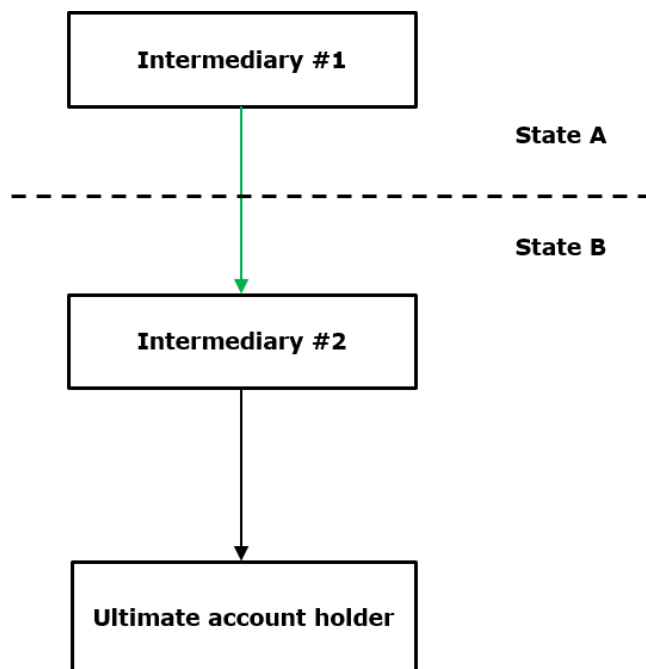 Intermediary #1
State A
State B
Intermediary #2
Ultimate account holder